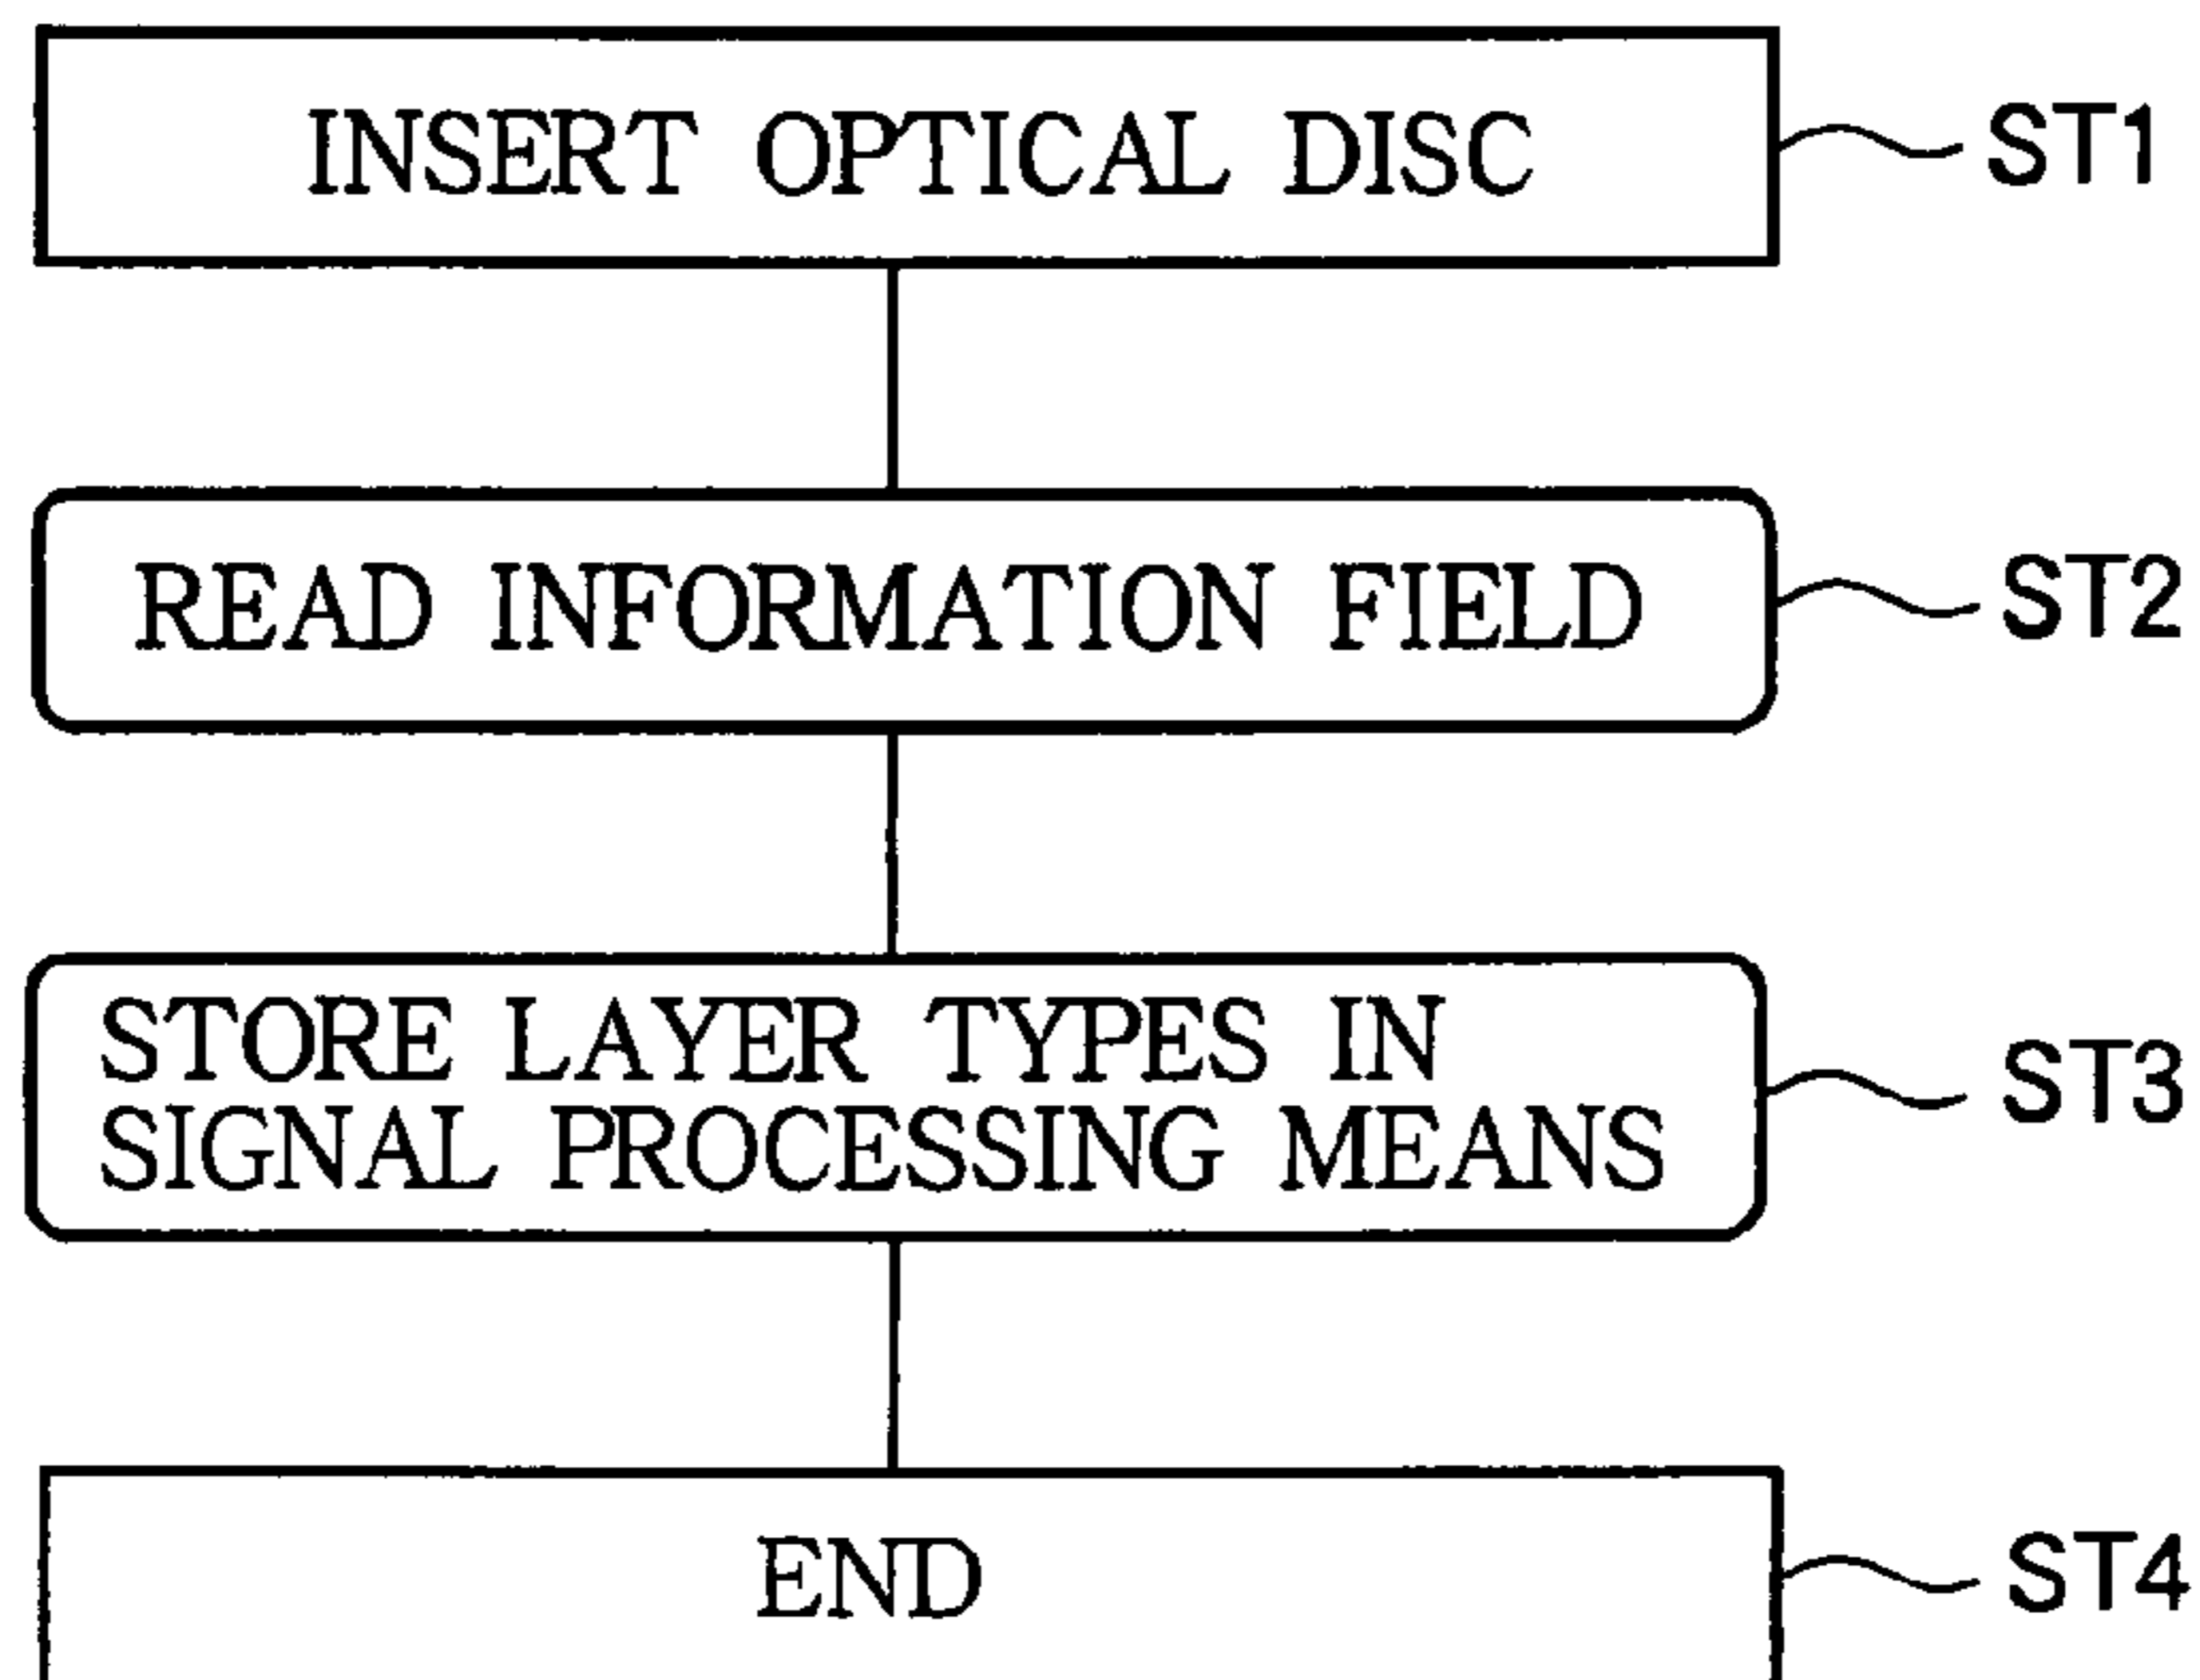 INSERT OPTICAL DISC ST1
READ INFORMATION FIELD ST2
STORE LAYER TYPES IN
SIGNAL PROCESSING MEANS ST3
END ST4